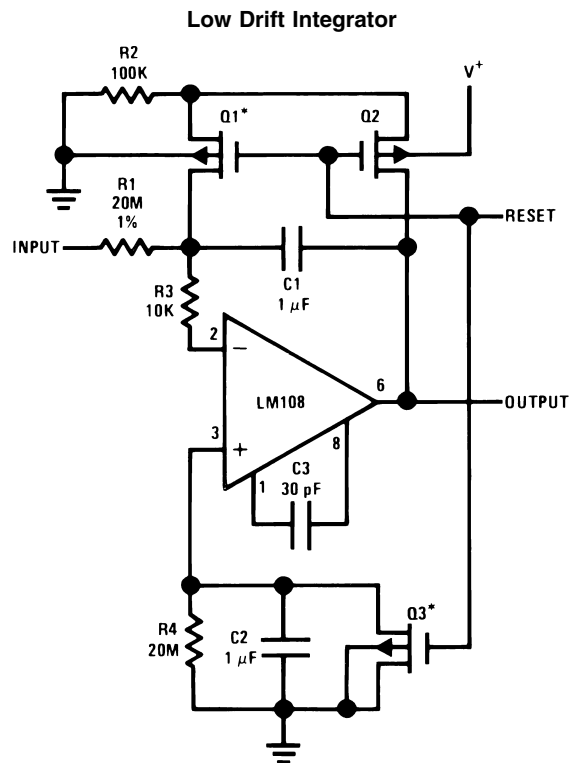 Low Drift Integrator
R2
100K
V+
Q1*
Q2
R1
20M
1%
RESET
INPUT
C1
1 μF
R3
10K
2
−
6
LM108
OUTPUT
3
+
8
1
C3
30 pF
Q3*
R4
20M
C2
1 μF